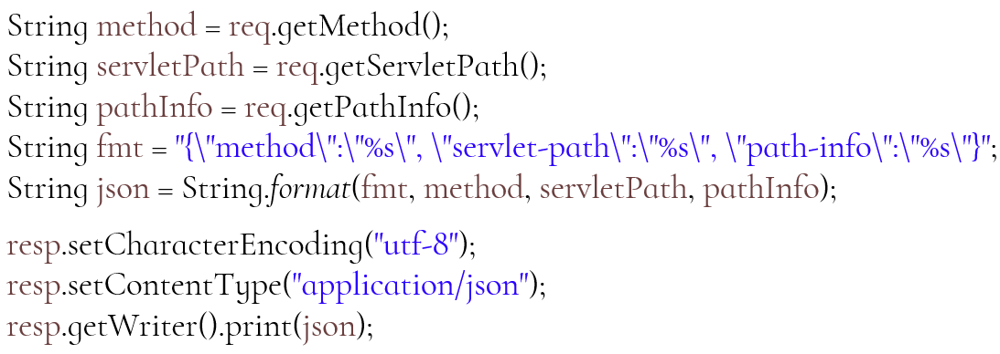 String method = req.getMethod();
String servletPath = req.getServletPath();
String pathInfo = req.getPathInfo();
String fmt = "{\"method\":\"%s\", \"servlet-path\":\"%s\", \"path-info\":\"%s\"}";
String json = String.format(fmt, method, servletPath, pathInfo);
resp.setCharacterEncoding("utf-8");
resp.setContentType("application/json");
resp.getWriter().print(json);